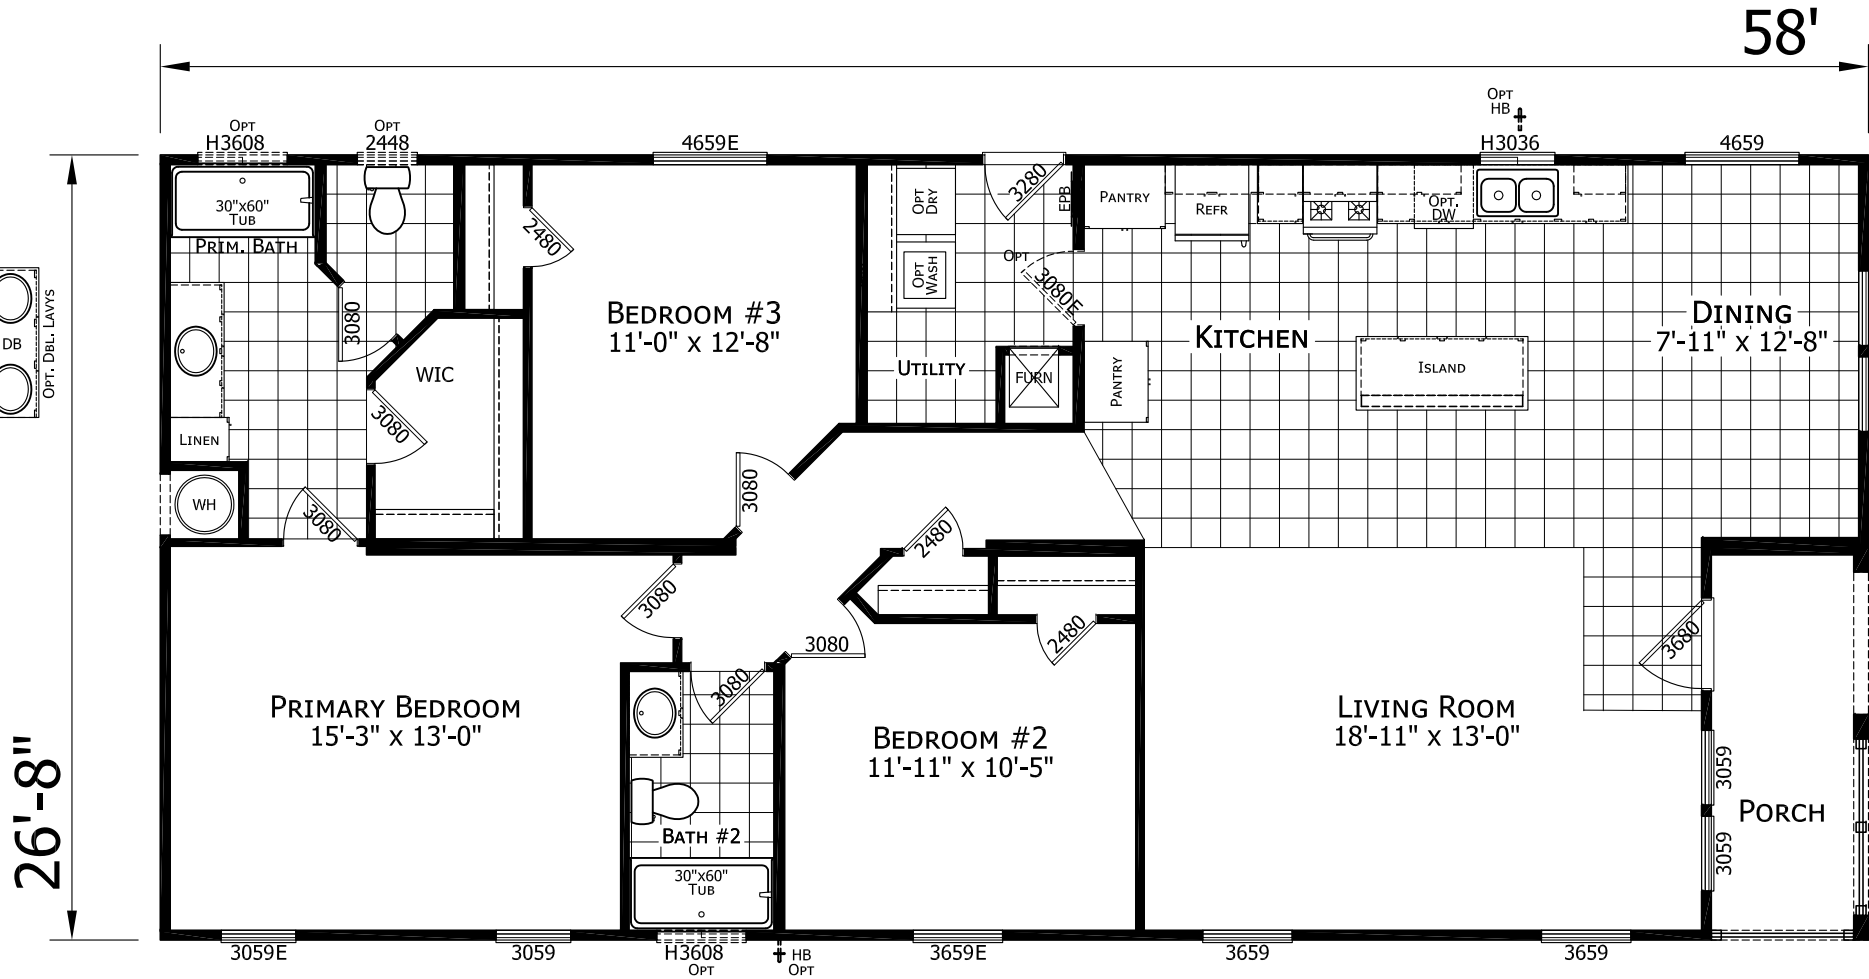 58'
OPT
HB
OPT
H3608
OPT
2448
4659E
H3036
4659
30"x60"
TUB
PRIM. BATH
2480
OPT
DRY
3280
EPB
PANTRY
REFR
OPT.
DW
OPT
WASH
OPT
3080E
3080
BEDROOM #3
11'-0" X 12'-8"
KITCHEN
DINING
7'-11" X 12'-8"
DB
OPT. DBL. LAVYS
WIC
UTILITY
FURN
PANTRY
ISLAND
3080
LINEN
WH
3080
3080
2480
3080
3080
2480
3680
3080
PRIMARY BEDROOM
15'-3" X 13'-0"
BEDROOM #2
11'-11" X 10'-5"
LIVING ROOM
18'-11" X 13'-0"
3059
PORCH
3059
26'-8"
BATH #2
30"x60"
TUB
3059E
3059
H3608
OPT
HB
OPT
3659E
3659
3659